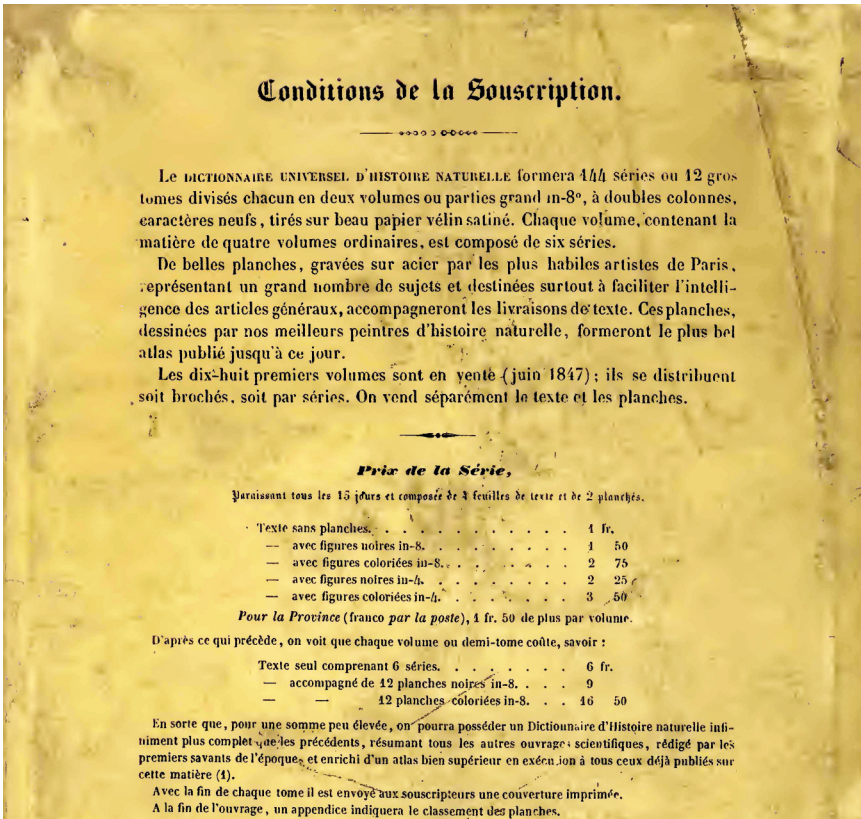 Conditions de la Souscription.
Le DICTIONNAIRE UNIVERSEL D'HISTOIRE NATURELLE formera 144 séries ou 12 gros
tomes divisés chacun en deux volumes ou parties grand in-8°, à doubles colonnes,
caractères neufs, tirés sur beau papier vélin satiné. Chaque volume, contenant la
matière de quatre volumes ordinaires, est composé de six séries.
De belles planches, gravées sur acier par les plus habiles artistes de Paris,
représentant un grand nombre de sujets et destinées surtout à faciliter l'intelli-
gence des articles généraux, accompagneront les livraisons de texte. Ces planches,
dessinées par nos meilleurs peintres d'histoire naturelle, formeront le plus bel
atlas publié jusqu'à ce jour.
Les dix-huit premiers volumes sont en vente (juin 1847); ils se distribuent
soit brochés, soit par séries. On vend séparément le texte et les planches.
Prix de la Série,
Paraissant tous les 15 jours et composée de 4 feuilles de texte et de 2 planches.
Texte sans planches. . . . . . . . . . . . 1 fr.
— avec figures noires in-8. . . . . . . . . 1 50
— avec figures coloriées in-8. . . . . . . . 2 75
— avec figures noires in-4. . . . . . . . . 2 25
— avec figures coloriées in-4. . . . . . . . 3 50
Pour la Province (franco par la poste), 1 fr. 50 de plus par volume.
D'après ce qui précède, on voit que chaque volume ou demi-tome coûte, savoir :
Texte seul comprenant 6 séries. . . . . . . . 6 fr.
— accompagné de 12 planches noires in-8. . . . 9
— — 12 planches coloriées in-8. . . 16 50
En sorte que, pour une somme peu élevée, on pourra posséder un Dictionnaire d'Histoire naturelle infi-
niment plus complet que les précédents, résumant tous les autres ouvrages scientifiques, rédigé par les
premiers savants de l'époque, et enrichi d'un atlas bien supérieur en exécution à tous ceux déjà publiés sur
cette matière (1).
Avec la fin de chaque tome il est envoyé aux souscripteurs une couverture imprimée.
A la fin de l'ouvrage, un appendice indiquera le classement des planches.